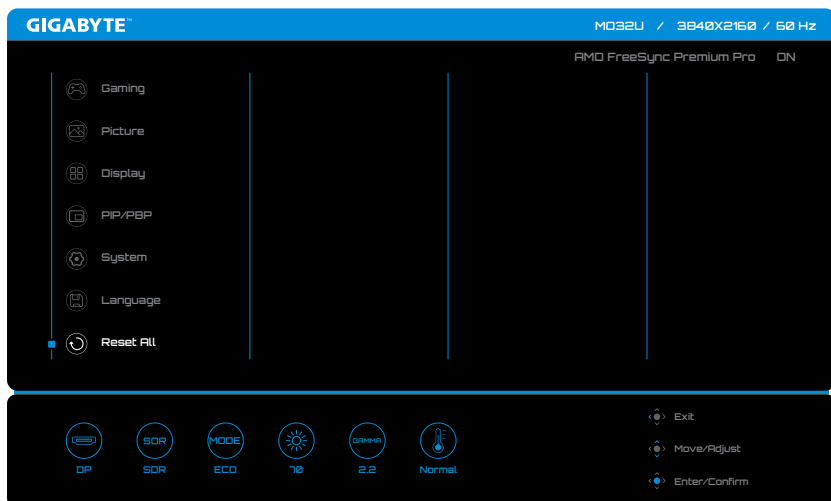 GIGABYTE™ MO32U / 3840X2160 / 60 Hz
AMD FreeSync Premium Pro ON
Gaming
Picture
Display
PIP/PBP
System
Language
Reset All
SDR MODE GAMMA
DP SDR ECO 70 2.2 Normal
Exit
Move/Adjust
Enter/Confirm